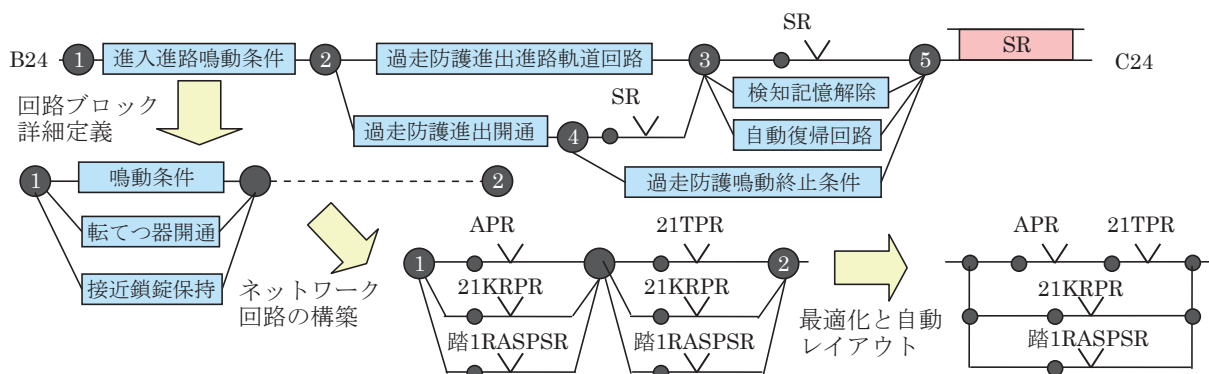 SR
B24
1
進入進路鳴動条件
2
過走防護進出進路軌道回路
3
5
SR
C24
検知記憶解除
回路ブロック
詳細定義
SR
過走防護進出開通
4
自動復帰回路
過走防護鳴動終止条件
1
鳴動条件
2
転てつ器開通
接近鎖錠保持
ネットワーク
回路の構築
APR
21TPR
1
2
21KRPR
21KRPR
踏1RASPSR
踏1RASPSR
最適化と自動
レイアウト
APR
21TPR
21KRPR
踏1RASPSR